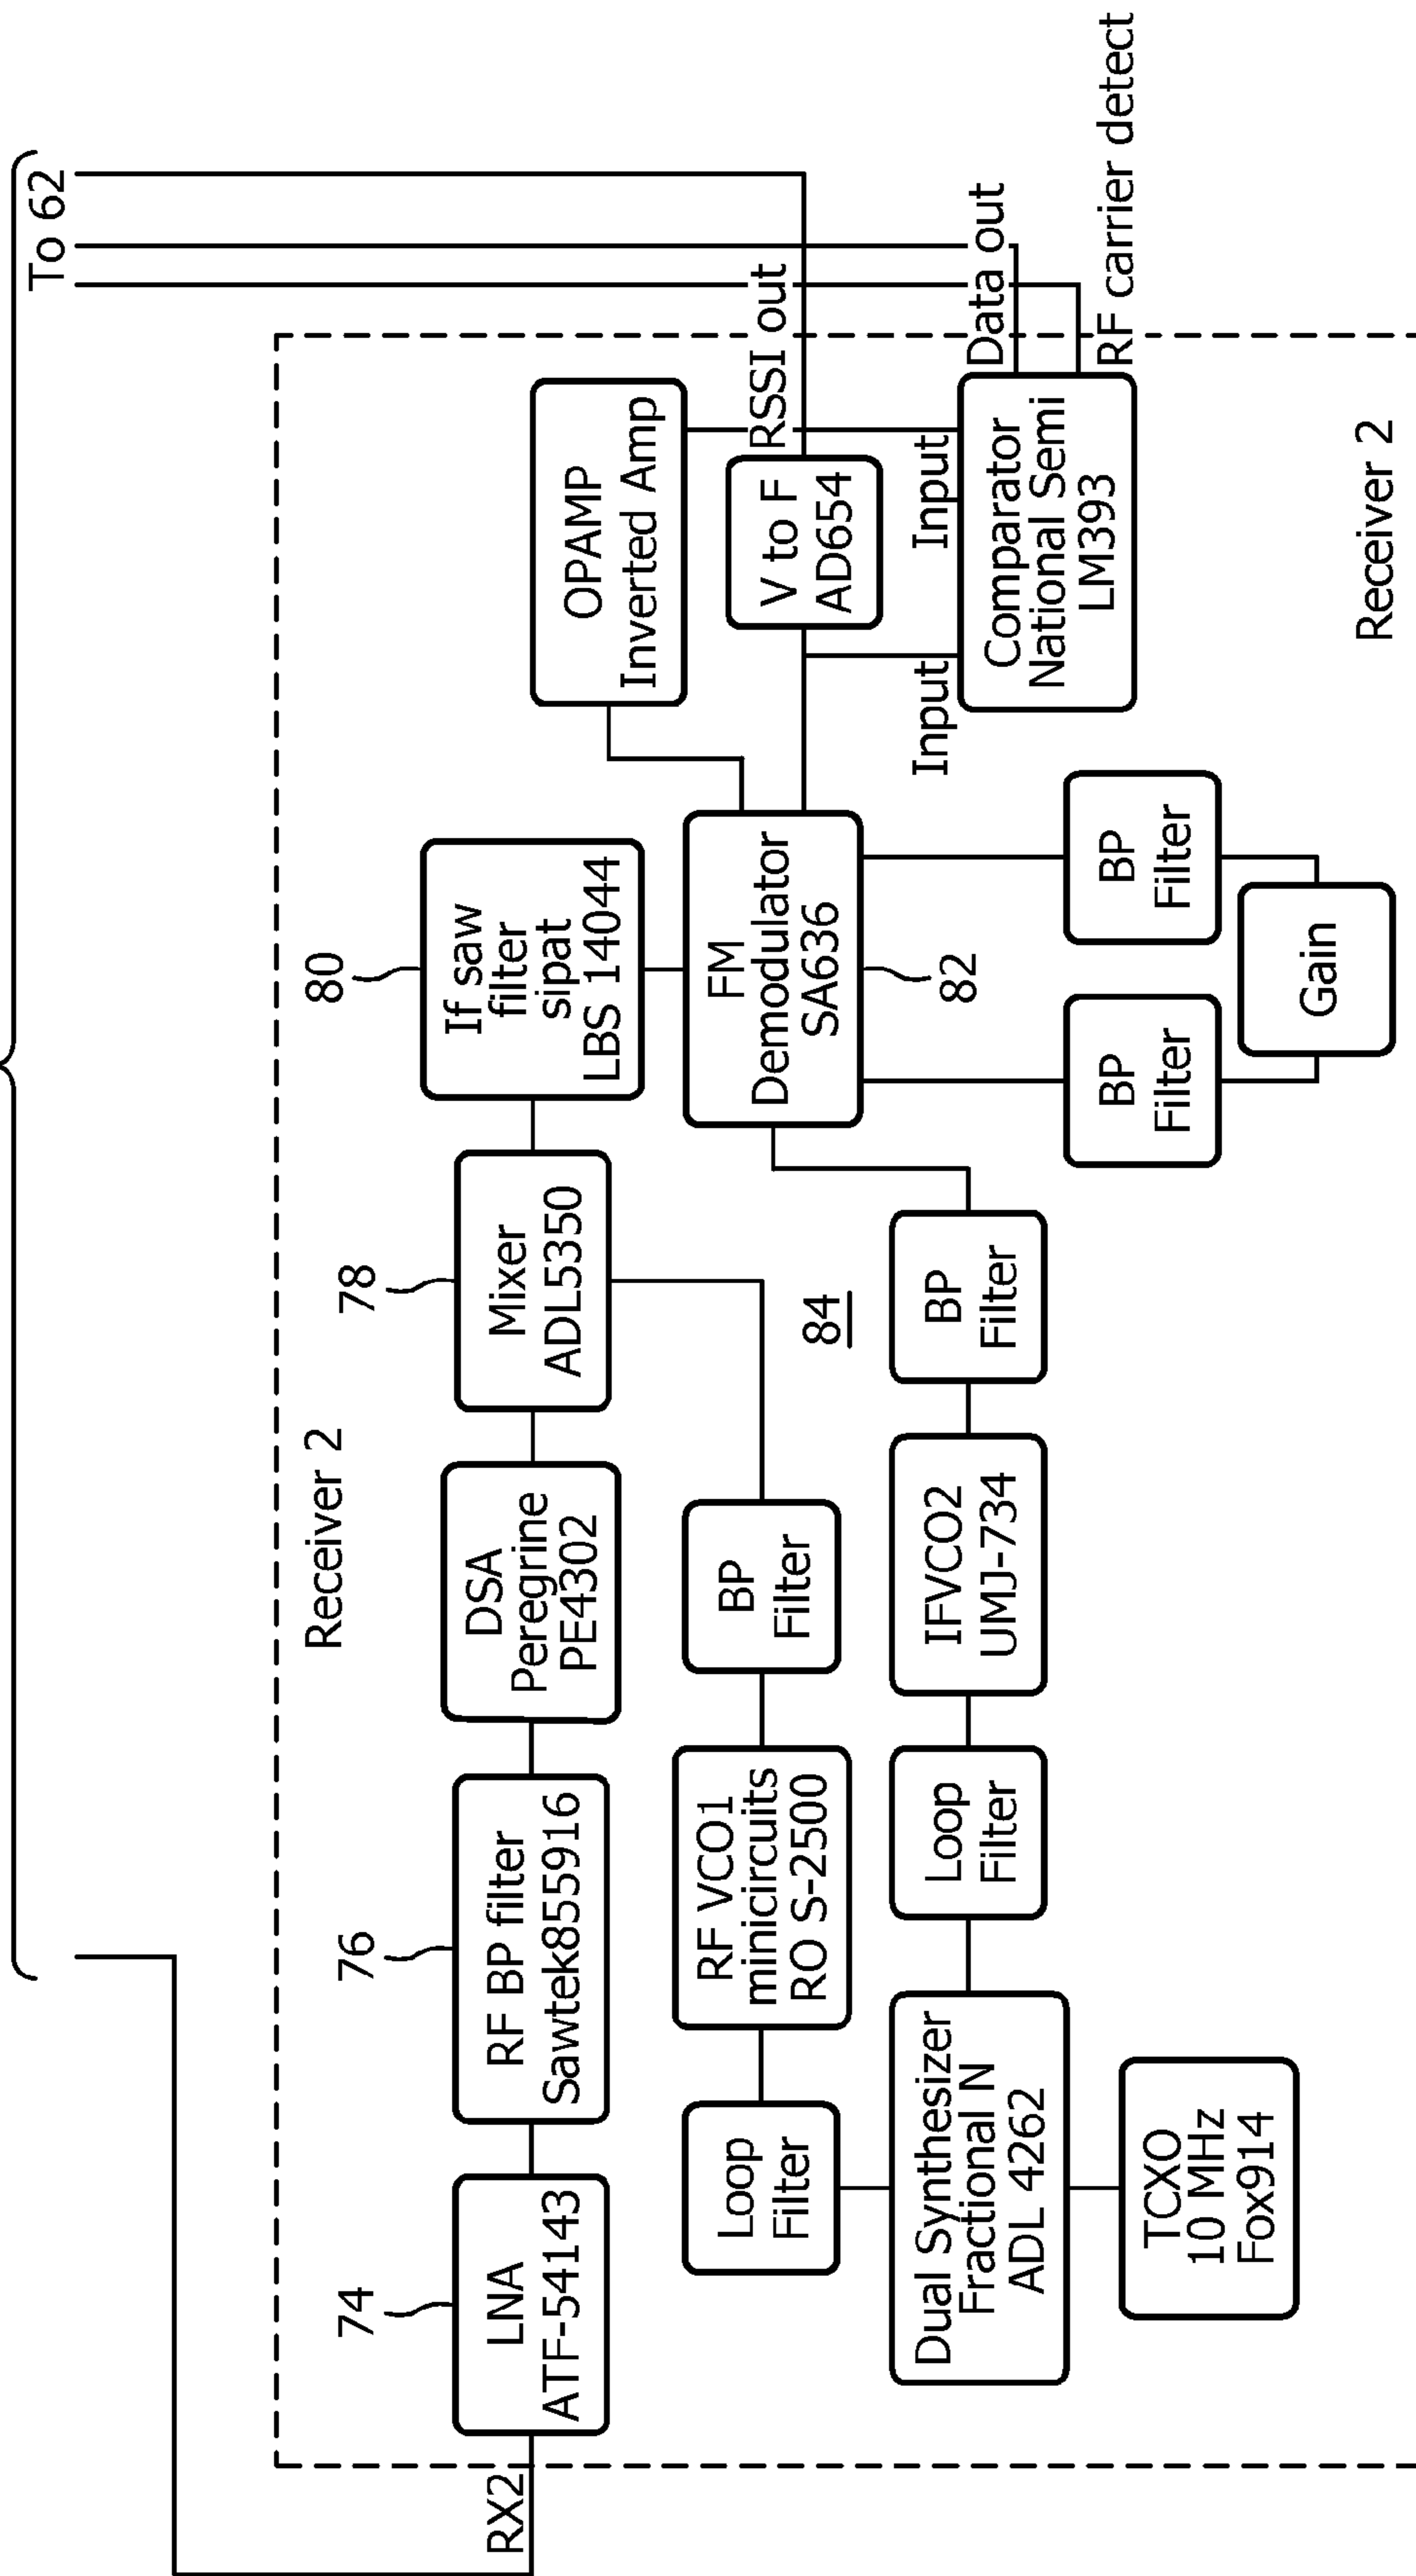 To 62
Receiver 2
RX2
74
LNA
ATF-54143
76
RF BP filter
Sawtek855916
DSA
Peregrine
PE4302
78
Mixer
ADL5350
80
If saw
filter
sipat
LBS 14044
OPAMP
Inverted Amp
Loop
Filter
RF VCO1
minicircuits
RO S-2500
BP
Filter
FM
Demodulator
SA636
82
V to F
AD654
RSSI out
84
Dual Synthesizer
Fractional N
ADL 4262
Loop
Filter
IFVCO2
UMJ-734
BP
Filter
Input
Input
Comparator
National Semi
LM393
Data out
RF carrier detect
TCXO
10 MHz
Fox914
BP
Filter
BP
Filter
Gain
Receiver 2